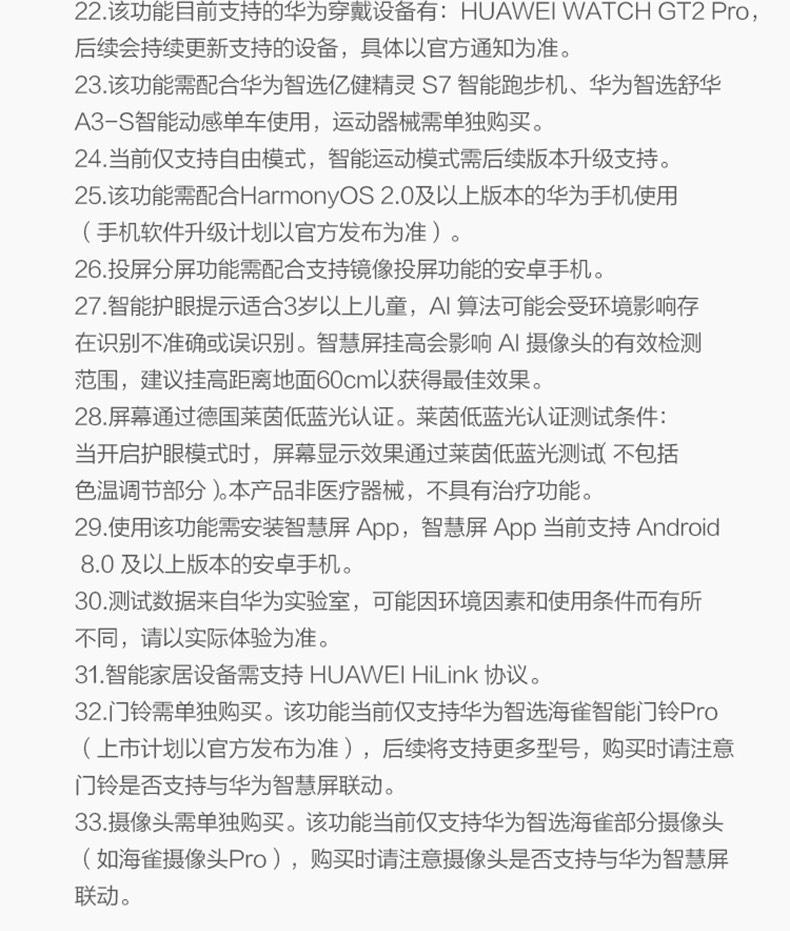 22.该功能目前支持的华为穿戴设备有：HUAWEI WATCH GT2 Pro，
后续会持续更新支持的设备，具体以官方通知为准。
23.该功能需配合华为智选亿健精灵 S7 智能跑步机、华为智选舒华
A3-S智能动感单车使用，运动器械需单独购买。
24.当前仅支持自由模式，智能运动模式需后续版本升级支持。
25.该功能需配合HarmonyOS 2.0及以上版本的华为手机使用
（手机软件升级计划以官方发布为准）。
26.投屏分屏功能需配合支持镜像投屏功能的安卓手机。
27.智能护眼提示适合3岁以上儿童，AI 算法可能会受环境影响存
在识别不准确或误识别。智慧屏挂高会影响 AI 摄像头的有效检测
范围，建议挂高距离地面60cm以获得最佳效果。
28.屏幕通过德国莱茵低蓝光认证。莱茵低蓝光认证测试条件：
当开启护眼模式时，屏幕显示效果通过莱茵低蓝光测试（不包括
色温调节部分）。本产品非医疗器械，不具有治疗功能。
29.使用该功能需安装智慧屏 App，智慧屏 App 当前支持 Android
8.0 及以上版本的安卓手机。
30.测试数据来自华为实验室，可能因环境因素和使用条件而有所
不同，请以实际体验为准。
31.智能家居设备需支持 HUAWEI HiLink 协议。
32.门铃需单独购买。该功能当前仅支持华为智选海雀智能门铃Pro
（上市计划以官方发布为准），后续将支持更多型号，购买时请注意
门铃是否支持与华为智慧屏联动。
33.摄像头需单独购买。该功能当前仅支持华为智选海雀部分摄像头
（如海雀摄像头Pro），购买时请注意摄像头是否支持与华为智慧屏
联动。